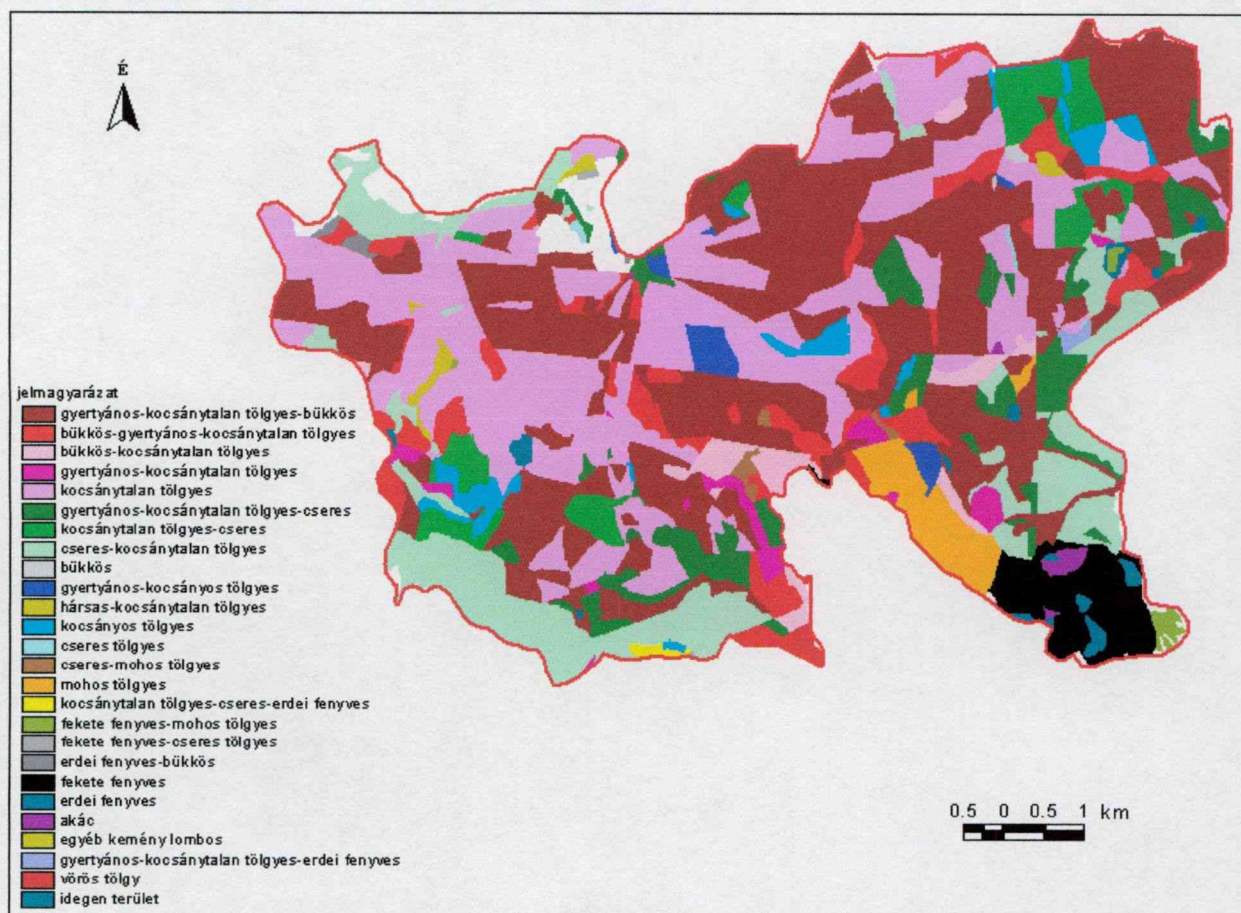 É
jelmagyarázat
gyertyános-kocsánytalan tölgyes-bükkös
bükkös-gyertyános-kocsánytalan tölgyes
bükkös-kocsánytalan tölgyes
gyertyános-kocsánytalan tölgyes
kocsánytalan tölgyes
gyertyános-kocsánytalan tölgyes-cseres
kocsánytalan tölgyes-cseres
cseres-kocsánytalan tölgyes
bükkös
gyertyános-kocsányos tölgyes
hársas-kocsánytalan tölgyes
kocsányos tölgyes
cseres tölgyes
cseres-mohos tölgyes
mohos tölgyes
kocsánytalan tölgyes-cseres-erdei fenyves
fekete fenyves-mohos tölgyes
fekete fenyves-cseres tölgyes
erdei fenyves-bükkös
fekete fenyves
erdei fenyves
akác
egyéb kemény lombos
gyertyános-kocsánytalan tölgyes-erdei fenyves
vörös tölgy
idegen terület
0.5 0 0.5 1 km